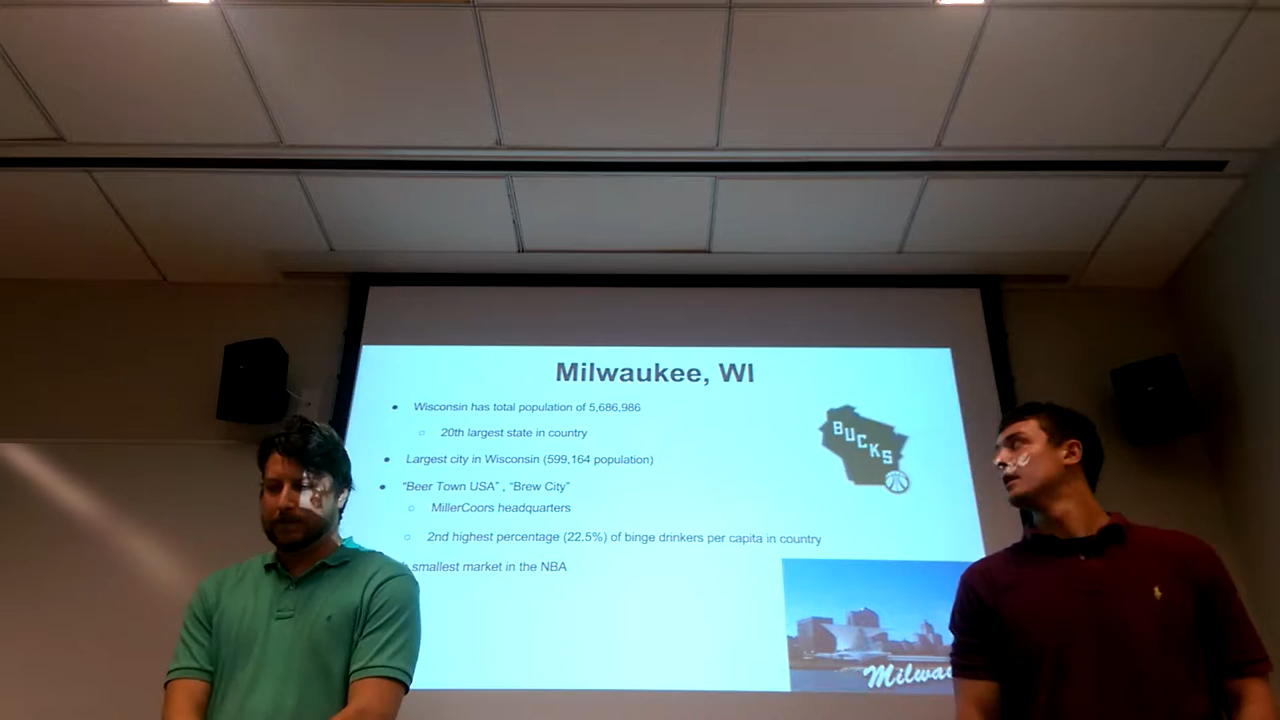 Milwaukee, WI
Wisconsin has total population of 5,686,986
20th largest state in country
Largest city in Wisconsin (599,164 population)
"Beer Town USA" , "Brew City"
MillerCoors headquarters
2nd highest percentage (22.5%) of binge drinkers per capita in country
smallest market in the NBA
BUCKS